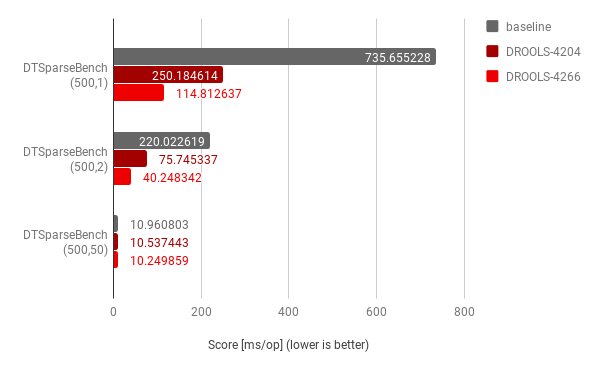 baseline
DROOLS-4204
DROOLS-4266
DTSparseBench
(500,1)
735.655228
250.184614
114.812637
DTSparseBench
(500,2)
220.022619
75.745337
40.248342
DTSparseBench
(500,50)
10.960803
10.537443
10.249859
0 200 400 600 800
Score [ms/op] (lower is better)